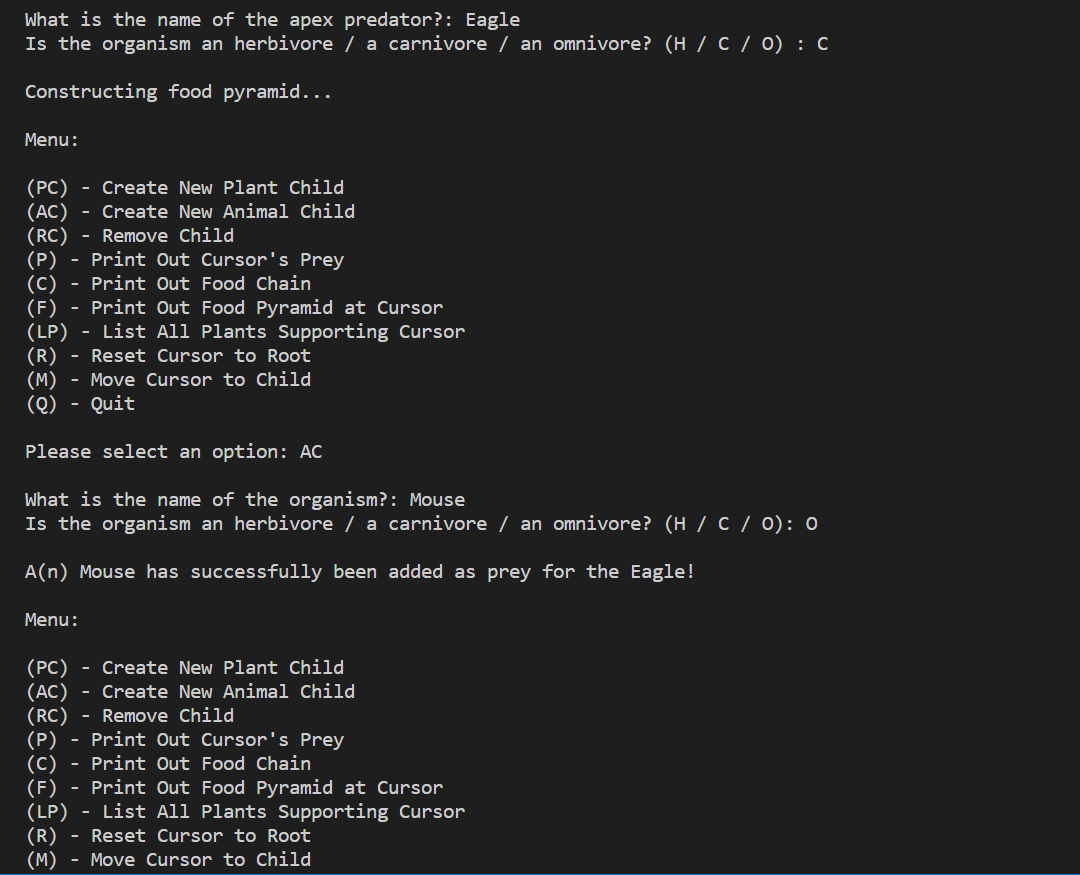 What is the name of the apex predator?: Eagle
Is the organism an herbivore / a carnivore / an omnivore? (H / C / O) : C
Constructing food pyramid...
Menu:
(PC) - Create New Plant Child
(AC) - Create New Animal Child
(RC) - Remove Child
(P) - Print Out Cursor's Prey
(C) - Print Out Food Chain
(F) - Print Out Food Pyramid at Cursor
(LP) - List All Plants Supporting Cursor
(R) - Reset Cursor to Root
(M) - Move Cursor to Child
(Q) - Quit
Please select an option: AC
What is the name of the organism?: Mouse
Is the organism an herbivore / a carnivore / an omnivore? (H / C / O): O
A(n) Mouse has successfully been added as prey for the Eagle!
Menu:
(PC) - Create New Plant Child
(AC) - Create New Animal Child
(RC) - Remove Child
(P) - Print Out Cursor's Prey
(C) - Print Out Food Chain
(F) - Print Out Food Pyramid at Cursor
(LP) - List All Plants Supporting Cursor
(R) - Reset Cursor to Root
(M) - Move Cursor to Child